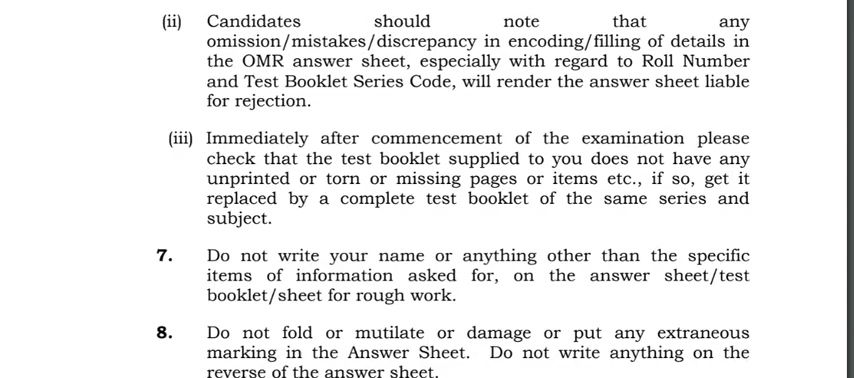 (ii) Candidates should note that any
omission/mistakes/discrepancy in encoding/filling of details in
the OMR answer sheet, especially with regard to Roll Number
and Test Booklet Series Code, will render the answer sheet liable
for rejection.
(iii) Immediately after commencement of the examination please
check that the test booklet supplied to you does not have any
unprinted or torn or missing pages or items etc., if so, get it
replaced by a complete test booklet of the same series and
subject.
7. Do not write your name or anything other than the specific
items of information asked for, on the answer sheet/test
booklet/sheet for rough work.
8. Do not fold or mutilate or damage or put any extraneous
marking in the Answer Sheet. Do not write anything on the
reverse of the answer sheet.